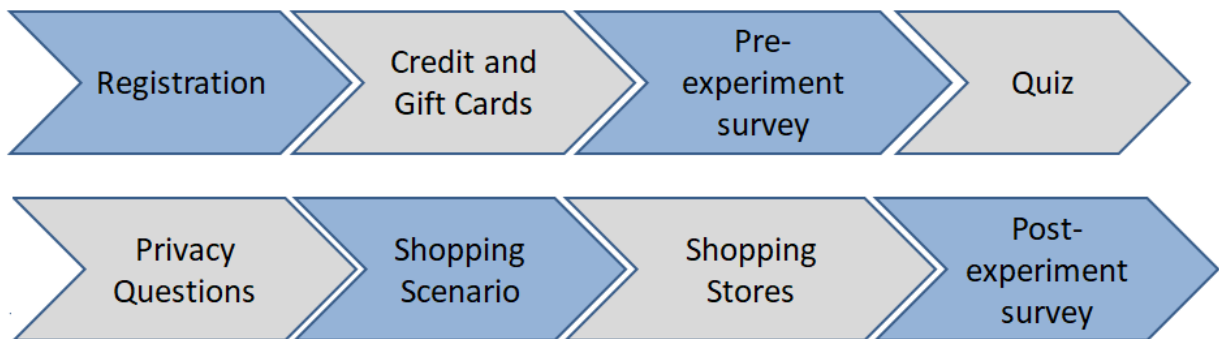 Registration
Credit and
Gift Cards
Pre-
experiment
survey
Quiz
Privacy
Questions
Shopping
Scenario
Shopping
Stores
Post-
experiment
survey